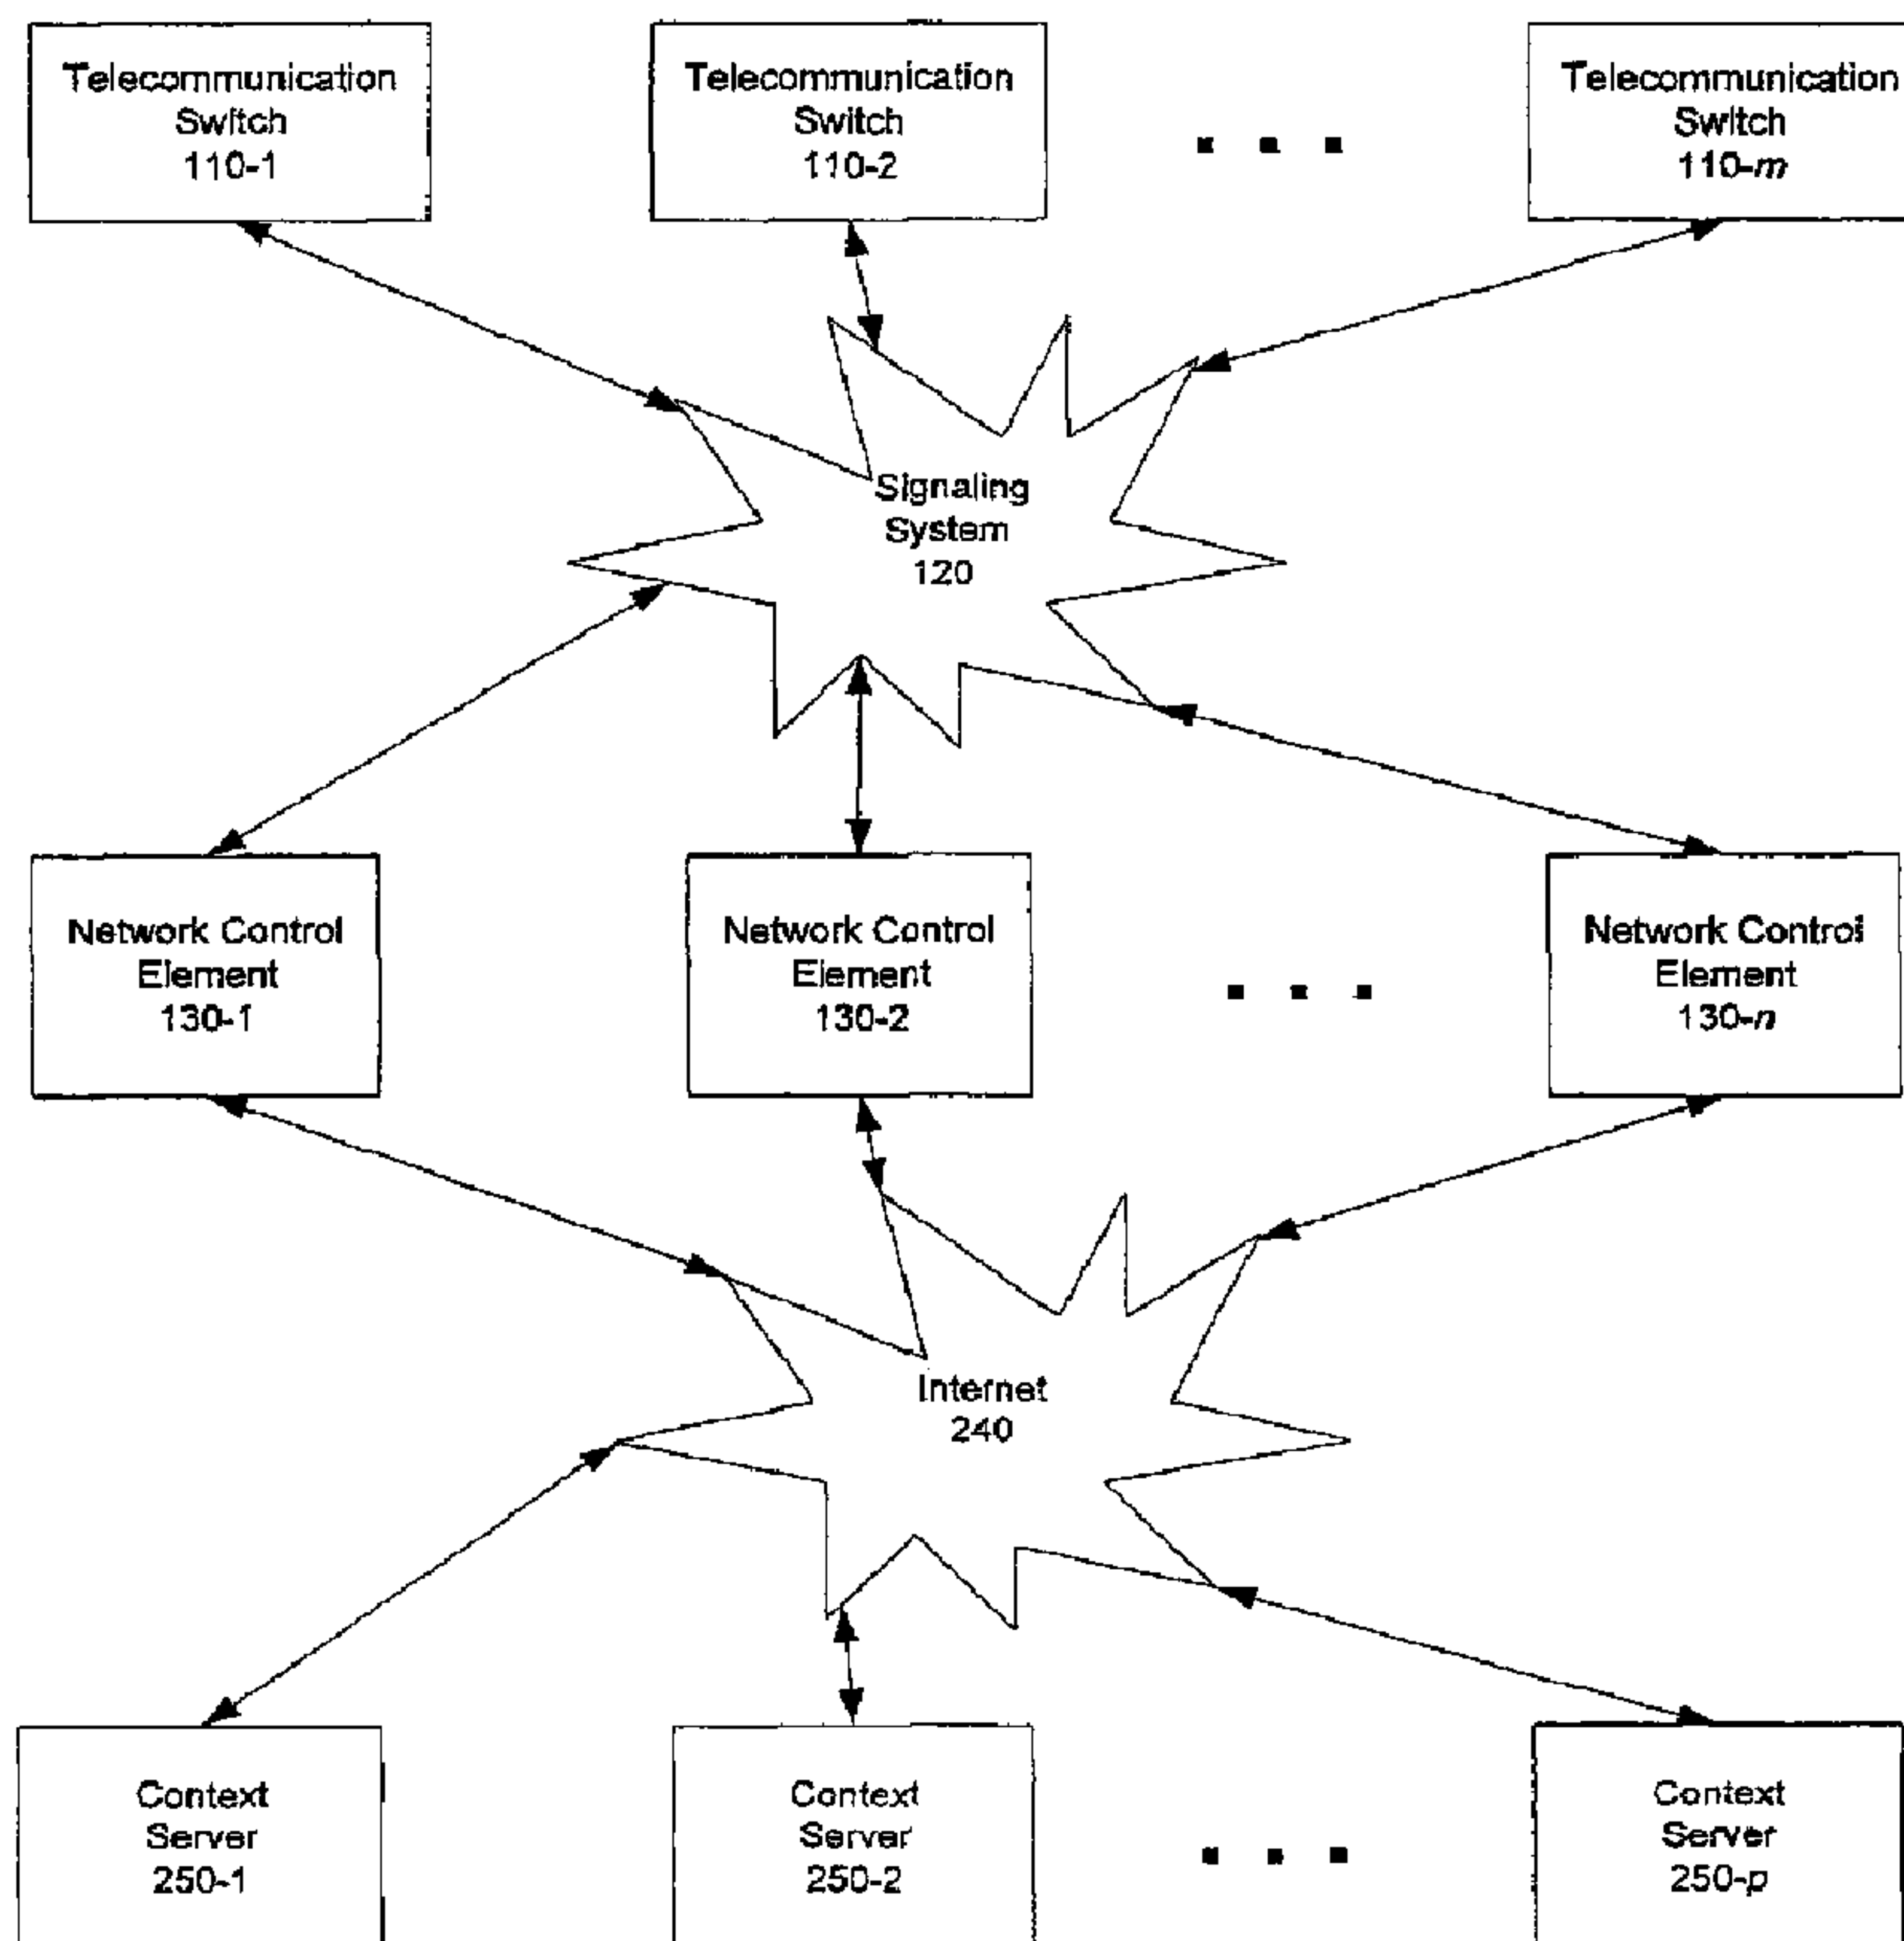 Telecommunication
Switch
110-1
Telecommunication
Switch
110-2
Telecommunication
Switch
110-m
Signaling
System
120
Network Control
Element
130-1
Network Control
Element
130-2
Network Control
Element
130-n
Internet
240
Context
Server
250-1
Context
Server
250-2
Context
Server
250-p